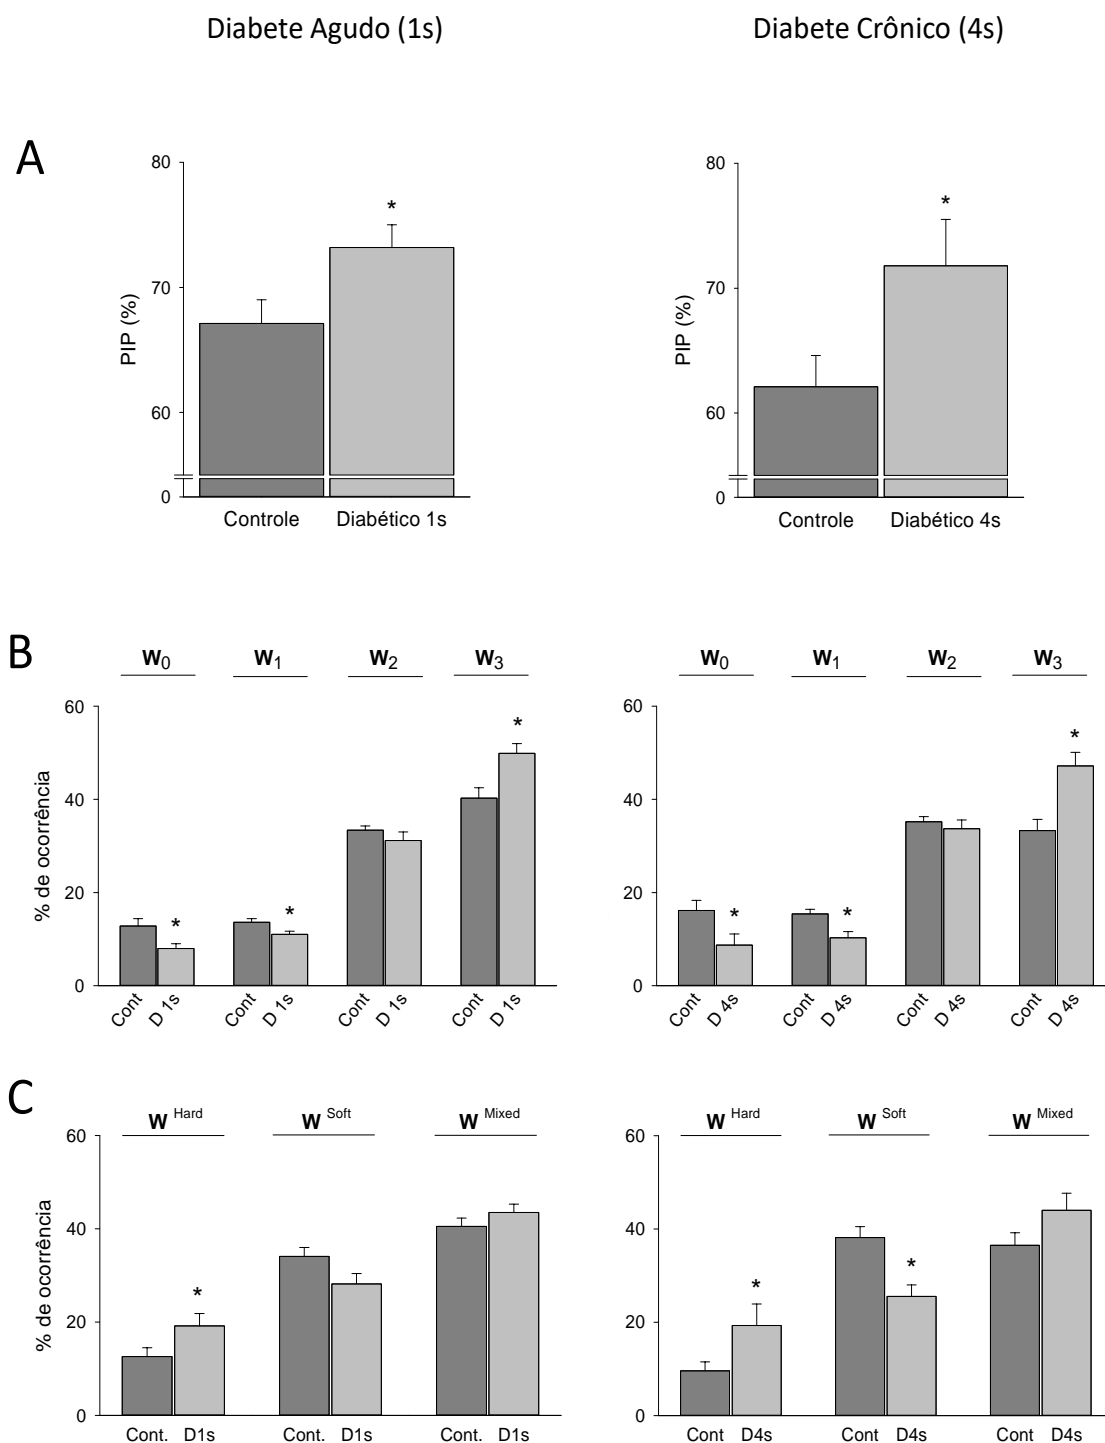 Diabete Agudo (1s) Diabete Crônico (4s)
A
80
70
60
0
PIP (%)
*
Controle Diabético 1s
80
70
60
0
PIP (%)
*
Controle Diabético 4s
B
W0 W1 W2 W3
60
40
20
0
% de ocorrência
* * *
Cont D 1s Cont D 1s Cont D 1s Cont D 1s
W0 W1 W2 W3
60
40
20
0
* * *
Cont D 4s Cont D 4s Cont D 4s Cont D 4s
C
W Hard W Soft W Mixed
60
40
20
0
% de ocorrência
*
Cont. D1s Cont. D1s Cont. D1s
W Hard W Soft W Mixed
60
40
20
0
* *
Cont D4s Cont D4s Cont D4s